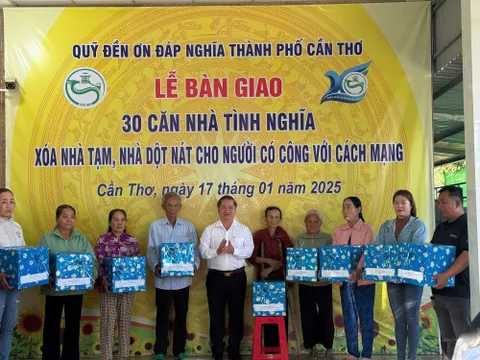 QUỸ ĐỀN ƠN ĐÁP NGHĨA THÀNH PHỐ CẦN THƠ
LỄ BÀN GIAO
30 CĂN NHÀ TÌNH NGHĨA
XÓA NHÀ TẠM, NHÀ DỘT NÁT CHO NGƯỜI CÓ CÔNG VỚI CÁCH MẠNG
Cần Thơ, ngày 17 tháng 01 năm 2025